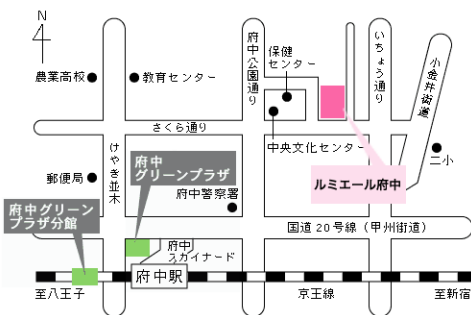 N
農業高校
教育センター
府中公園通り
保健
センター
いちょう通り
小金井街道
さくら通り
中央文化センター
二小
けやき並木
郵便局
府中
グリーンプラザ
ルミエール府中
府中警察署
府中グリーン
プラザ分館
国道20号線（甲州街道）
府中
スカイナード
府中駅
至八王子
京王線
至新宿